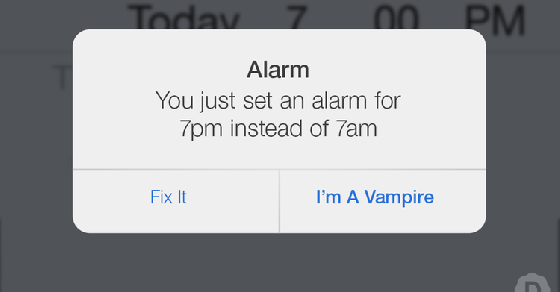 Today 7 00 PM
Alarm
You just set an alarm for
7pm instead of 7am
Fix It
I'm A Vampire